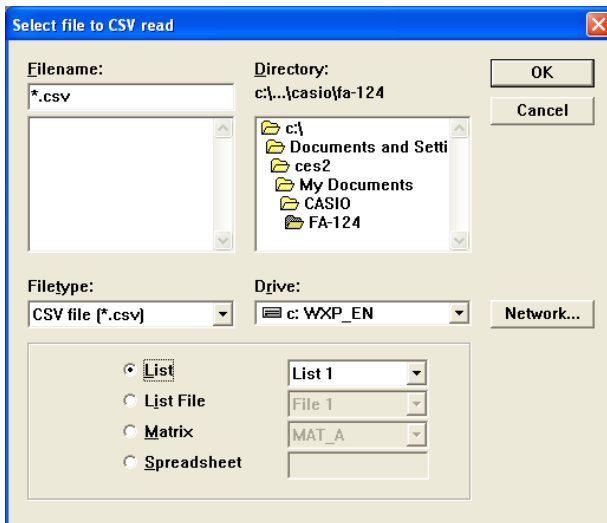 Select file to CSV read
Filename:
*.csv
Directory:
c:\...\casio\fa-124
c:\
Documents and Setti
ces2
My Documents
CASIO
FA-124
OK
Cancel
Filetype:
CSV file (*.csv)
Drive:
c: WXP_EN
Network...
List
List 1
List File
File 1
Matrix
MAT_A
Spreadsheet